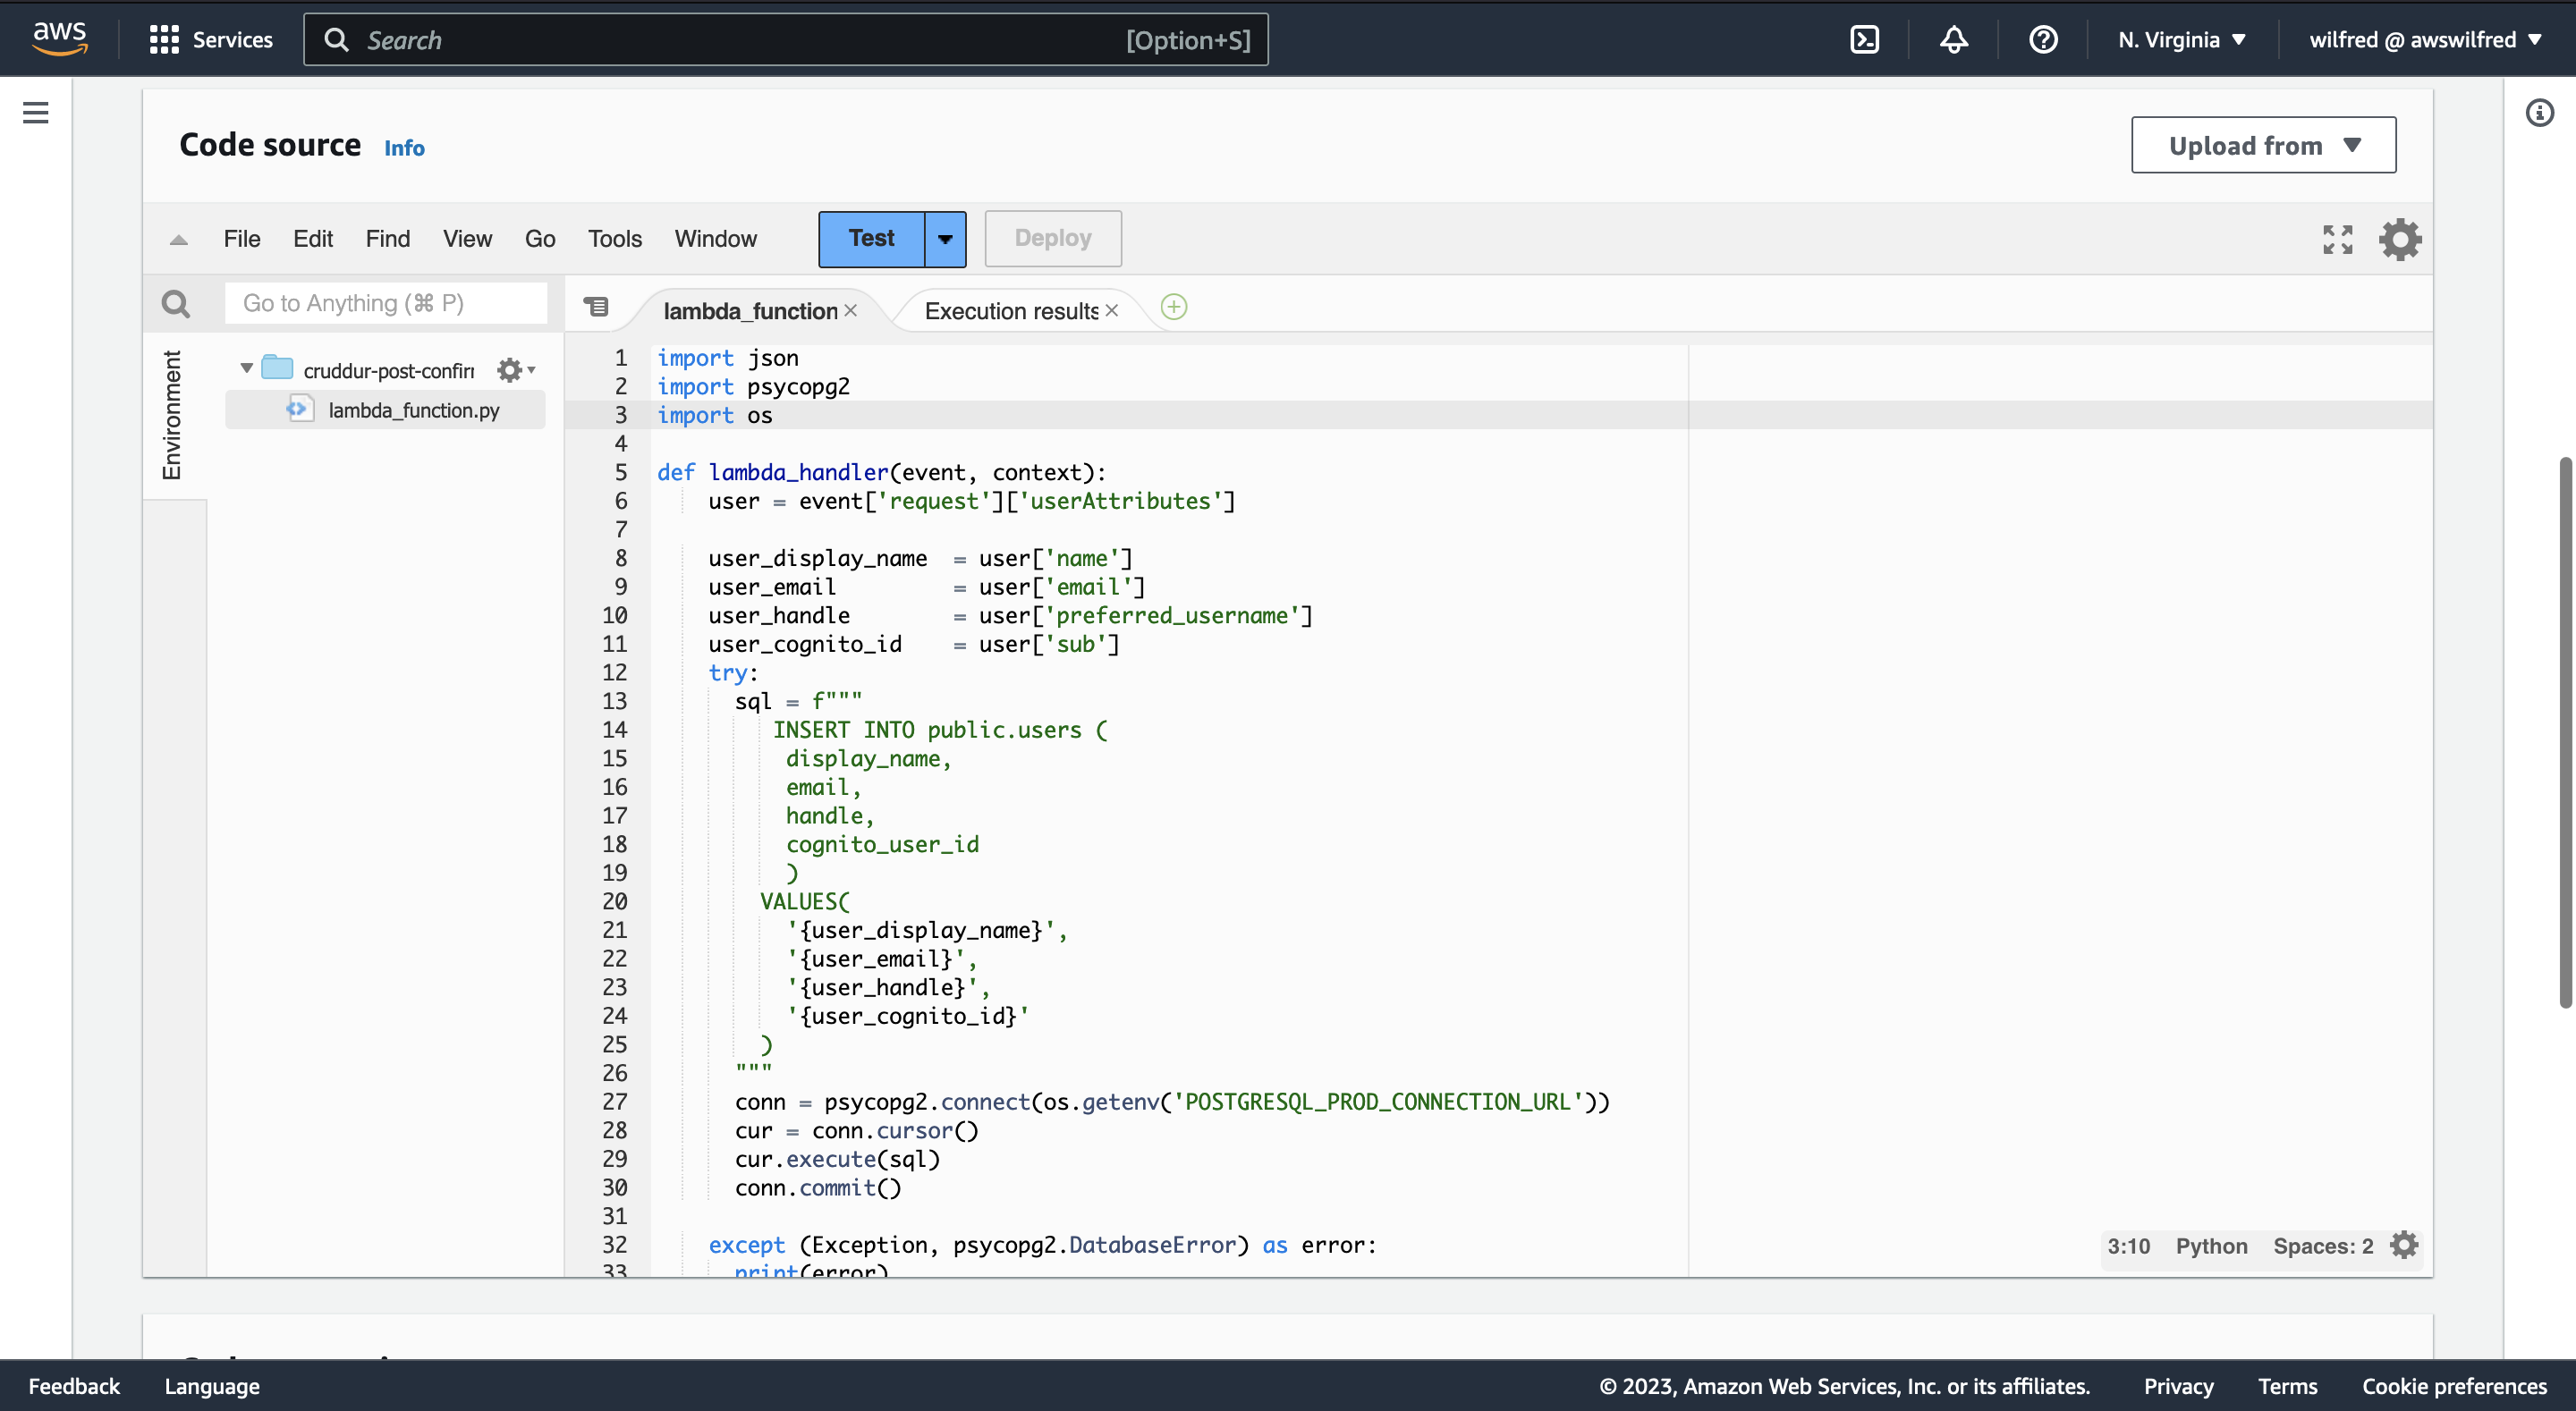 aws
Services
Search [Option+S]
N. Virginia
wilfred @ awswilfred
Code source Info
Upload from
File Edit Find View Go Tools Window Test Deploy
Go to Anything (⌘ P)
lambda_function
Execution results
Environment
cruddur-post-confirr
lambda_function.py
1 import json
2 import psycopg2
3 import os
4
5 def lambda_handler(event, context):
6     user = event['request']['userAttributes']
7
8     user_display_name  = user['name']
9     user_email         = user['email']
10     user_handle        = user['preferred_username']
11     user_cognito_id    = user['sub']
12     try:
13       sql = f"""
14          INSERT INTO public.users (
15           display_name,
16           email,
17           handle,
18           cognito_user_id
19           )
20         VALUES(
21           '{user_display_name}',
22           '{user_email}',
23           '{user_handle}',
24           '{user_cognito_id}'
25         )
26       """
27       conn = psycopg2.connect(os.getenv('POSTGRESQL_PROD_CONNECTION_URL'))
28       cur = conn.cursor()
29       cur.execute(sql)
30       conn.commit()
31
32     except (Exception, psycopg2.DatabaseError) as error:
33       print(error)
3:10 Python Spaces: 2
Feedback Language © 2023, Amazon Web Services, Inc. or its affiliates. Privacy Terms Cookie preferences